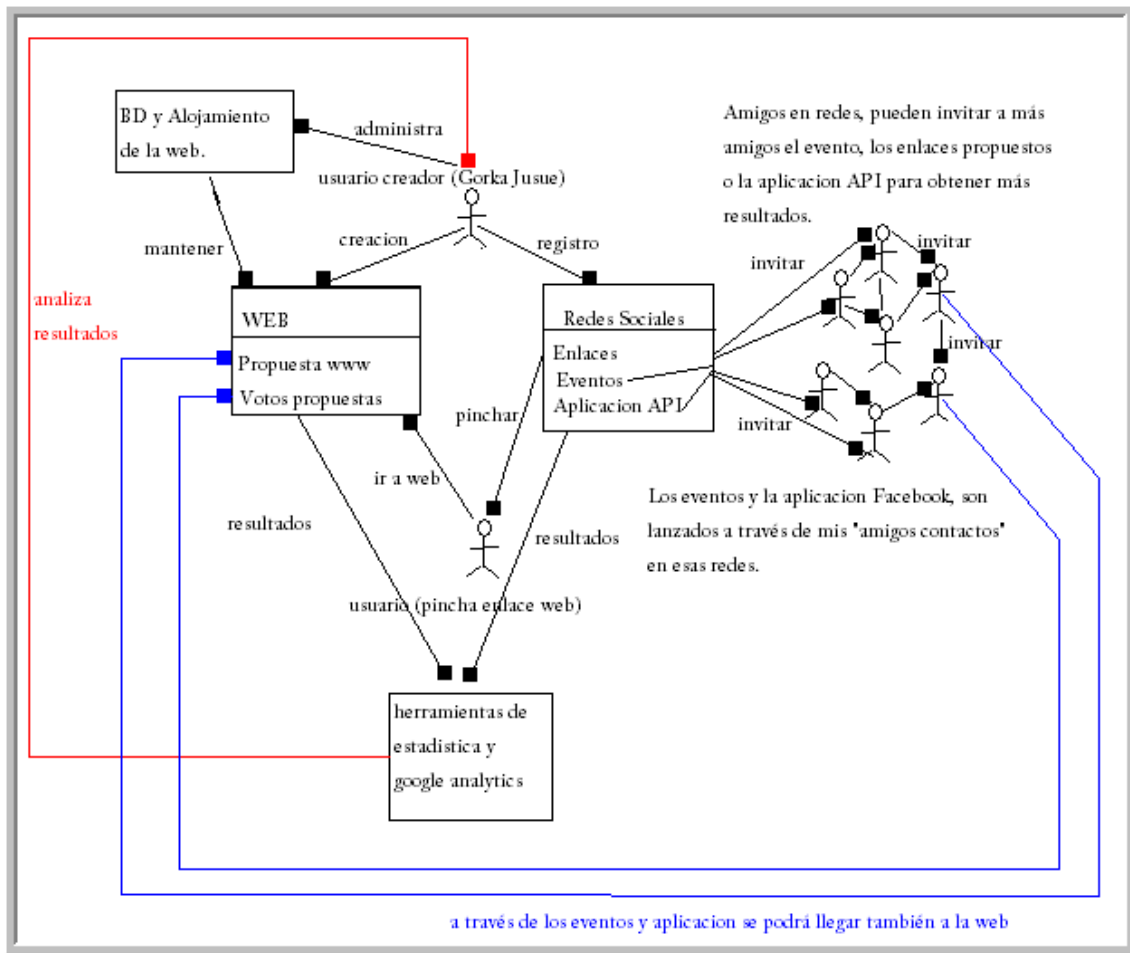 BD y Alojamiento
de la web.
administra
usuario creador (Gorka Jusue)
Amigos en redes, pueden invitar a más
amigos el evento, los enlaces propuestos
o la aplicacion API para obtener más
resultados.
mantener
creacion
registro
invitar
invitar
analiza
resultados
WEB
Propuesta www
Votos propuestas
Redes Sociales
Enlaces
Eventos
Aplicacion API
invitar
invitar
pinchar
ir a web
resultados
resultados
Los eventos y la aplicacion Facebook, son
lanzados a través de mis "amigos contactos"
en esas redes.
usuario (pincha enlace web)
herramientas de
estadistica y
google analytics
a través de los eventos y aplicacion se podrá llegar también a la web